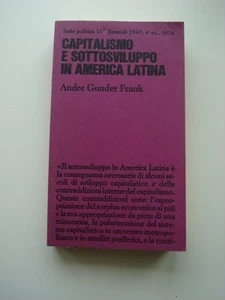 Serie politica 11 Einaudi 1969, 4ª ed. 1974
CAPITALISMO
E SOTTOSVILUPPO
IN AMERICA LATINA
Andre Gunder Frank
«Il sottosviluppo in America Latina è
la conseguenza necessaria di alcuni se-
coli di sviluppo capitalistico e delle
contraddizioni interne del capitalismo.
Queste contraddizioni sono l'espro-
priazione del surplus economico ai più
e la sua appropriazione da parte di una
minoranza, la polarizzazione del siste-
ma capitalistico in un centro metropo-
litano e in satelliti periferici, e la conti-